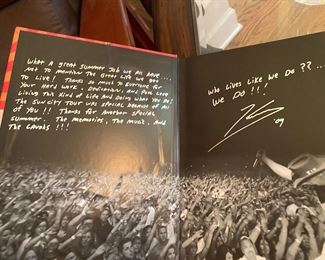 What A great summer Job we All have...
Not to Mention The Great Life we get
To Live! Thanks so Much to Everyone for
Your Hard Work, Dedication, and Pure Love
Living This Kind of Life And Doing what You Do!
The Sun City Tour was special because of All
of You!! Thanks for Another special
summer. The Memories, The Music, And
The Laughs!!!
Who Lives Like We Do??...
We Do!!!
'09